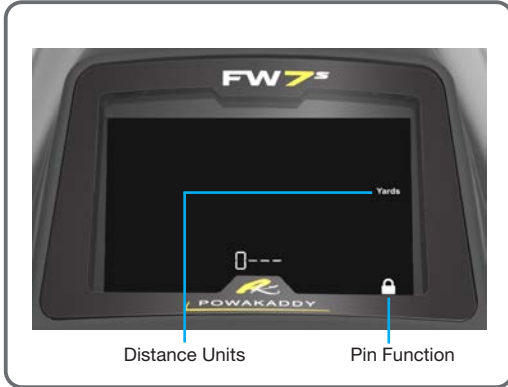 FW7s
Yards
0---
POWAKADDY
Distance Units
Pin Function